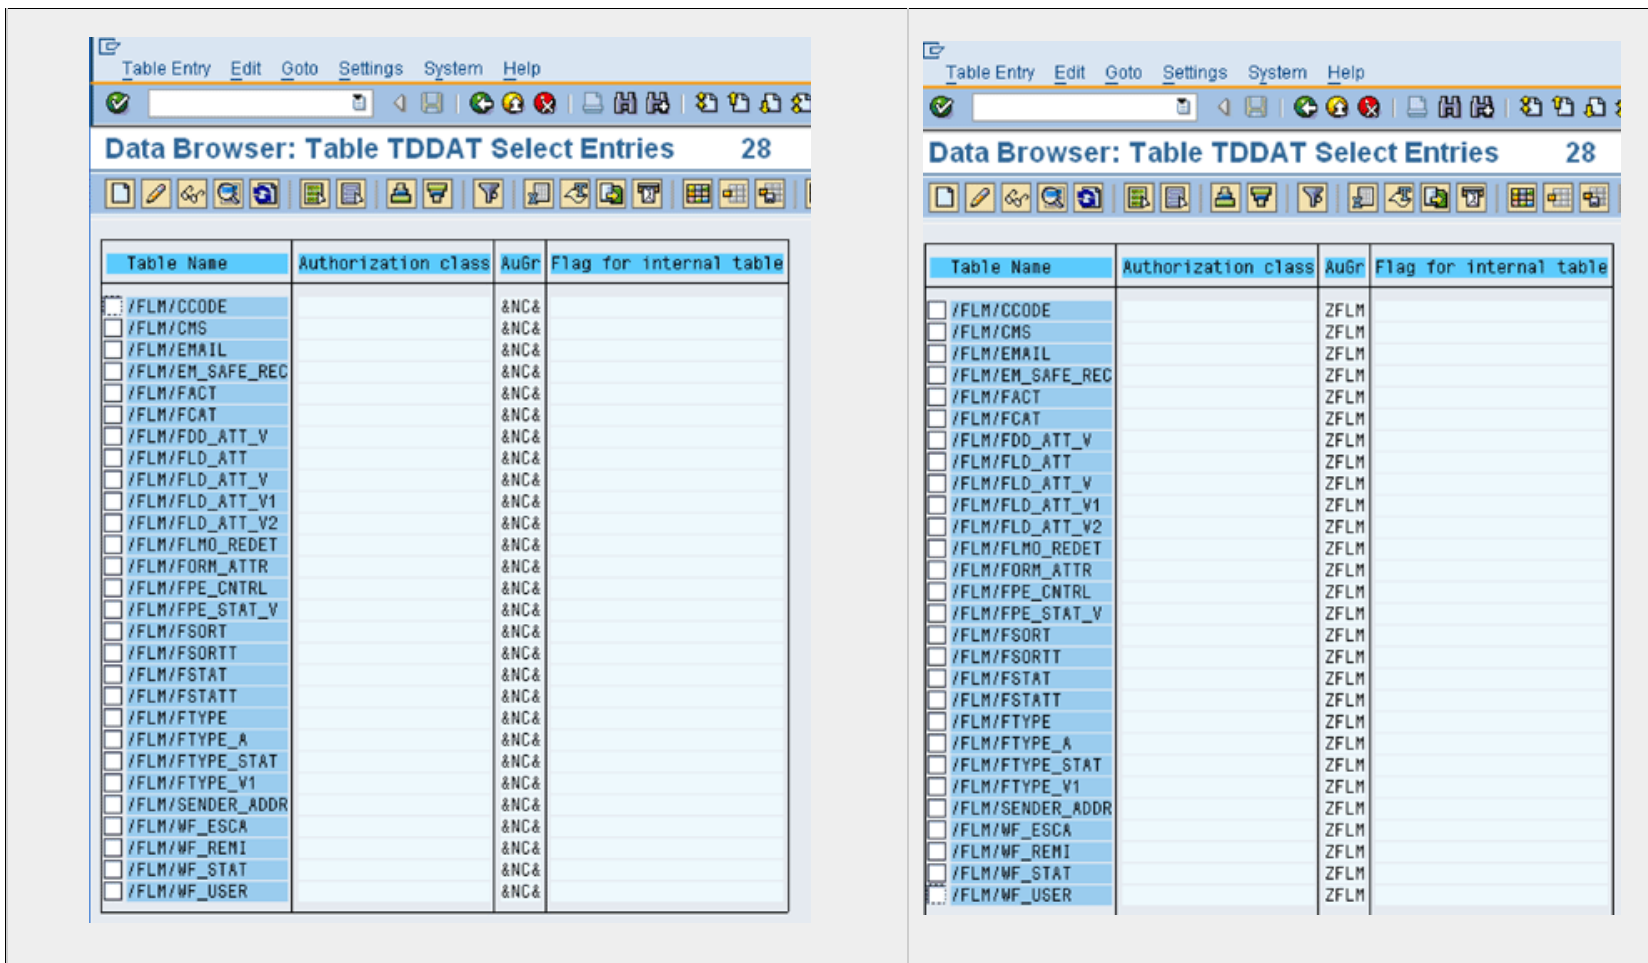 Table Entry Edit Goto Settings System Help
Data Browser: Table TDDAT Select Entries 28
Table Name Authorization class AuGr Flag for internal table
/FLM/CCODE &NC&
/FLM/CMS &NC&
/FLM/EMAIL &NC&
/FLM/EM_SAFE_REC &NC&
/FLM/FACT &NC&
/FLM/FCAT &NC&
/FLM/FDD_ATT_V &NC&
/FLM/FLD_ATT &NC&
/FLM/FLD_ATT_V &NC&
/FLM/FLD_ATT_V1 &NC&
/FLM/FLD_ATT_V2 &NC&
/FLM/FLMO_REDET &NC&
/FLM/FORM_ATTR &NC&
/FLM/FPE_CNTRL &NC&
/FLM/FPE_STAT_V &NC&
/FLM/FSORT &NC&
/FLM/FSORTT &NC&
/FLM/FSTAT &NC&
/FLM/FSTATT &NC&
/FLM/FTYPE &NC&
/FLM/FTYPE_A &NC&
/FLM/FTYPE_STAT &NC&
/FLM/FTYPE_V1 &NC&
/FLM/SENDER_ADDR &NC&
/FLM/WF_ESCA &NC&
/FLM/WF_REMI &NC&
/FLM/WF_STAT &NC&
/FLM/WF_USER &NC&
Table Entry Edit Goto Settings System Help
Data Browser: Table TDDAT Select Entries 28
Table Name Authorization class AuGr Flag for internal table
/FLM/CCODE ZFLM
/FLM/CMS ZFLM
/FLM/EMAIL ZFLM
/FLM/EM_SAFE_REC ZFLM
/FLM/FACT ZFLM
/FLM/FCAT ZFLM
/FLM/FDD_ATT_V ZFLM
/FLM/FLD_ATT ZFLM
/FLM/FLD_ATT_V ZFLM
/FLM/FLD_ATT_V1 ZFLM
/FLM/FLD_ATT_V2 ZFLM
/FLM/FLMO_REDET ZFLM
/FLM/FORM_ATTR ZFLM
/FLM/FPE_CNTRL ZFLM
/FLM/FPE_STAT_V ZFLM
/FLM/FSORT ZFLM
/FLM/FSORTT ZFLM
/FLM/FSTAT ZFLM
/FLM/FSTATT ZFLM
/FLM/FTYPE ZFLM
/FLM/FTYPE_A ZFLM
/FLM/FTYPE_STAT ZFLM
/FLM/FTYPE_V1 ZFLM
/FLM/SENDER_ADDR ZFLM
/FLM/WF_ESCA ZFLM
/FLM/WF_REMI ZFLM
/FLM/WF_STAT ZFLM
/FLM/WF_USER ZFLM